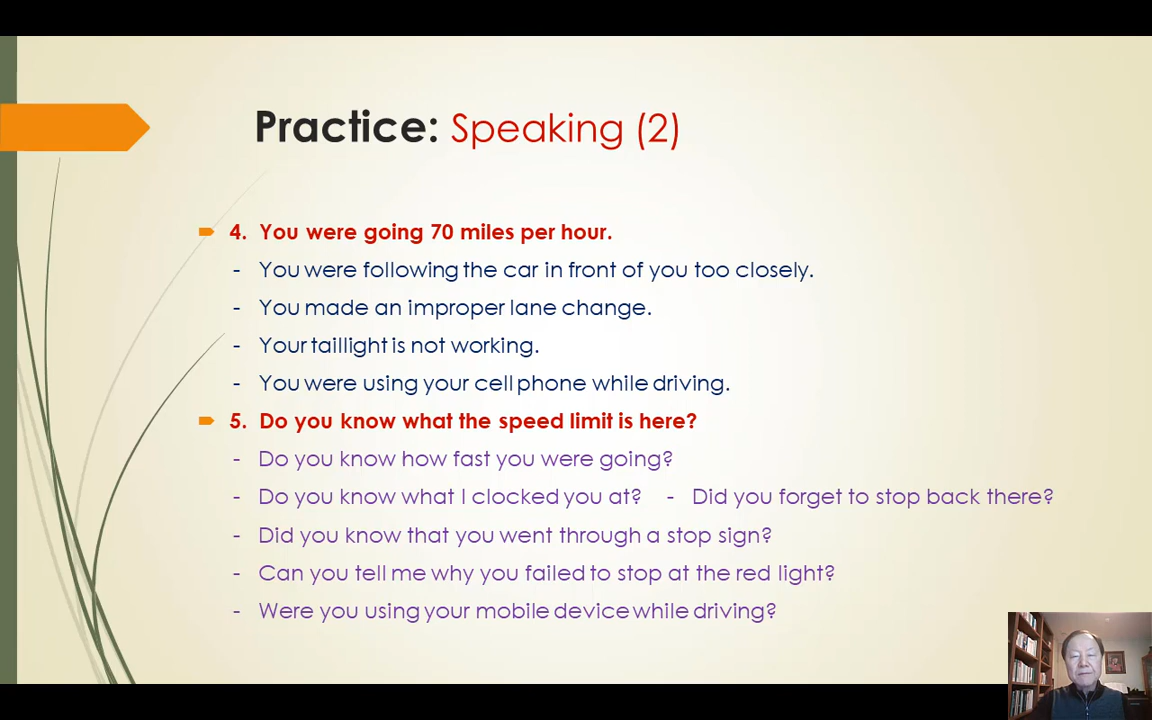 Practice: Speaking (2)
4. You were going 70 miles per hour.
- You were following the car in front of you too closely.
- You made an improper lane change.
- Your taillight is not working.
- You were using your cell phone while driving.
5. Do you know what the speed limit is here?
- Do you know how fast you were going?
- Do you know what I clocked you at? - Did you forget to stop back there?
- Did you know that you went through a stop sign?
- Can you tell me why you failed to stop at the red light?
- Were you using your mobile device while driving?